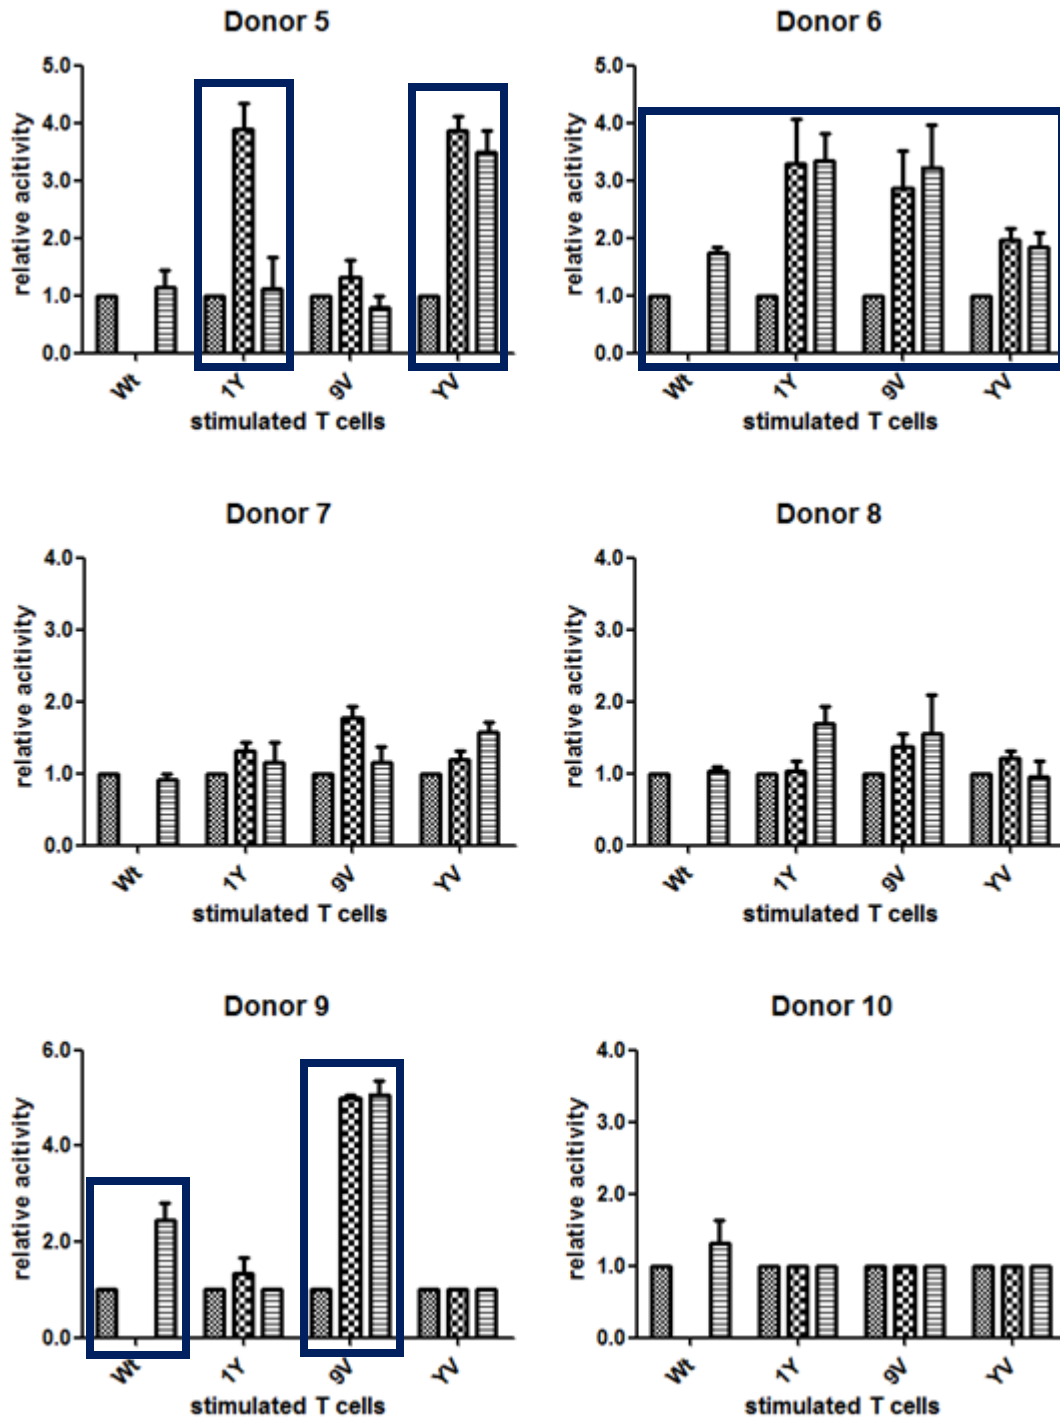 Donor 5
5.0
4.0
3.0
2.0
1.0
0.0
relative acitivity
Wt
1Y
9V
YV
stimulated T cells
Donor 6
5.0
4.0
3.0
2.0
1.0
0.0
relative acitivity
Wt
1Y
9V
YV
stimulated T cells
Donor 7
4.0
3.0
2.0
1.0
0.0
relative acitivity
Wt
1Y
9V
YV
stimulated T cells
Donor 8
4.0
3.0
2.0
1.0
0.0
relative acitivity
Wt
1Y
9V
YV
stimulated T cells
Donor 9
6.0
4.0
2.0
0.0
relative acitivity
Wt
1Y
9V
YV
stimulated T cells
Donor 10
4.0
3.0
2.0
1.0
0.0
relative acitivity
Wt
1Y
9V
YV
stimulated T cells